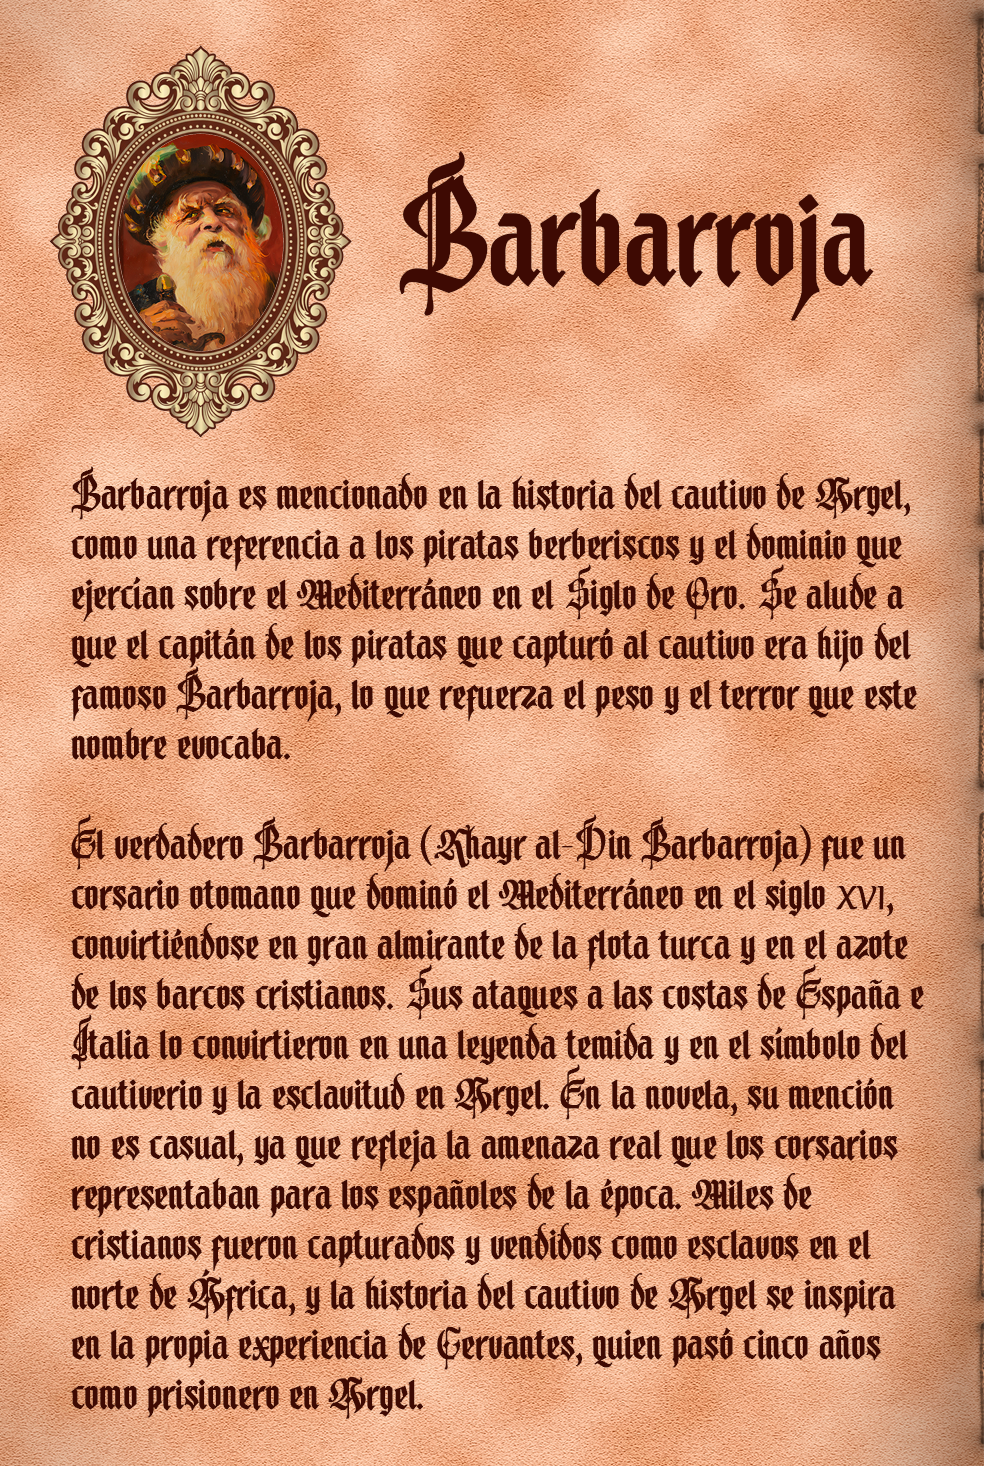 Barbarroja
Barbarroja es mencionado en la historia del cautivo de Argel,
como una referencia a los piratas berberiscos y el dominio que
ejercían sobre el Mediterráneo en el Siglo de Oro. Se alude a
que el capitán de los piratas que capturó al cautivo era hijo del
famoso Barbarroja, lo que refuerza el peso y el terror que este
nombre evocaba.
El verdadero Barbarroja (Khayr al-Din Barbarroja) fue un
corsario otomano que dominó el Mediterráneo en el siglo XVI,
convirtiéndose en gran almirante de la flota turca y en el azote
de los barcos cristianos. Sus ataques a las costas de España e
Italia lo convirtieron en una leyenda temida y en el símbolo del
cautiverio y la esclavitud en Argel. En la novela, su mención
no es casual, ya que refleja la amenaza real que los corsarios
representaban para los españoles de la época. Miles de
cristianos fueron capturados y vendidos como esclavos en el
norte de África, y la historia del cautivo de Argel se inspira
en la propia experiencia de Cervantes, quien pasó cinco años
como prisionero en Argel.